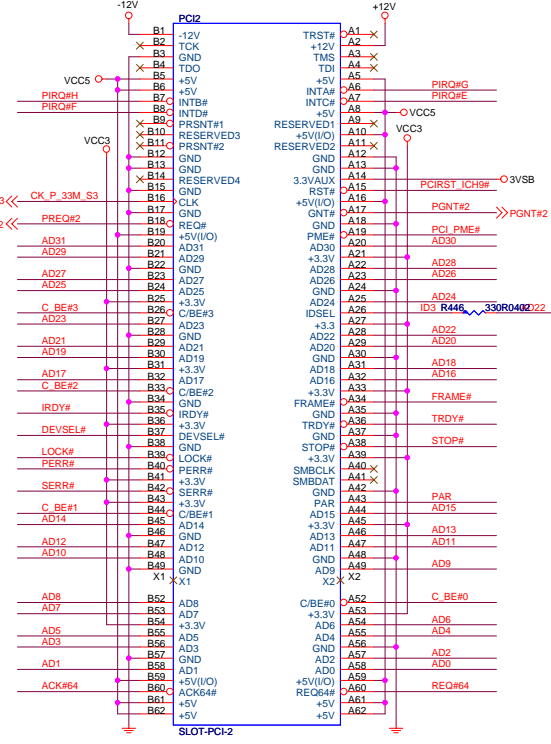 -12V
+12V
PCI2
B1 -12V TRST# A1
B2 TCK +12V A2
B3 GND TMS A3
B4 TDO TDI A4
VCC5 B5 +5V +5V A5
B6 +5V INTA# A6 PIRQ#G
PIRQ#H B7 INTB# INTC# A7 PIRQ#E
PIRQ#F B8 INTD# +5V A8 VCC5
B9 PRSNT#1 RESERVED1 A9
B10 RESERVED3 +5V(I/O) A10
VCC3 B11 PRSNT#2 RESERVED2 A11 VCC3
B12 GND GND A12
B13 GND GND A13
B14 RESERVED4 3.3VAUX A14 3VSB
B15 GND RST# A15 PCIRST_ICH9#
CK_P_33M_S3 B16 CLK +5V(I/O) A16
B17 GND GNT# A17 PGNT#2 PGNT#2
PREQ#2 B18 REQ# GND A18
B19 +5V(I/O) PME# A19 PCI_PME#
AD31 B20 AD31 AD30 A20 AD30
AD29 B21 AD29 +3.3V A21
B22 GND AD28 A22 AD28
AD27 B23 AD27 AD26 A23 AD26
AD25 B24 AD25 GND A24
B25 +3.3V AD24 A25 AD24
C_BE#3 B26 C/BE#3 IDSEL A26 ID3 R446 330R0402 AD22
AD23 B27 AD23 +3.3 A27
B28 GND AD22 A28 AD22
AD21 B29 AD21 AD20 A29 AD20
AD19 B30 AD19 GND A30
B31 +3.3V AD18 A31 AD18
AD17 B32 AD17 AD16 A32 AD16
C_BE#2 B33 C/BE#2 +3.3V A33
B34 GND FRAME# A34 FRAME#
IRDY# B35 IRDY# GND A35
B36 +3.3V TRDY# A36 TRDY#
DEVSEL# B37 DEVSEL# GND A37
B38 GND STOP# A38 STOP#
LOCK# B39 LOCK# +3.3V A39
PERR# B40 PERR# SMBCLK A40
B41 +3.3V SMBDAT A41
SERR# B42 SERR# GND A42
B43 +3.3V PAR A43 PAR
C_BE#1 B44 C/BE#1 AD15 A44 AD15
AD14 B45 AD14 +3.3V A45
B46 GND AD13 A46 AD13
AD12 B47 AD12 AD11 A47 AD11
AD10 B48 AD10 GND A48
B49 GND AD9 A49 AD9
X1 X1 X2 X2
AD8 B52 AD8 C/BE#0 A52 C_BE#0
AD7 B53 AD7 +3.3V A53
B54 +3.3V AD6 A54 AD6
AD5 B55 AD5 AD4 A55 AD4
AD3 B56 AD3 GND A56
B57 GND AD2 A57 AD2
AD1 B58 AD1 AD0 A58 AD0
B59 +5V(I/O) +5V(I/O) A59
ACK#64 B60 ACK64# REQ64# A60 REQ#64
B61 +5V +5V A61
B62 +5V +5V A62
SLOT-PCI-2